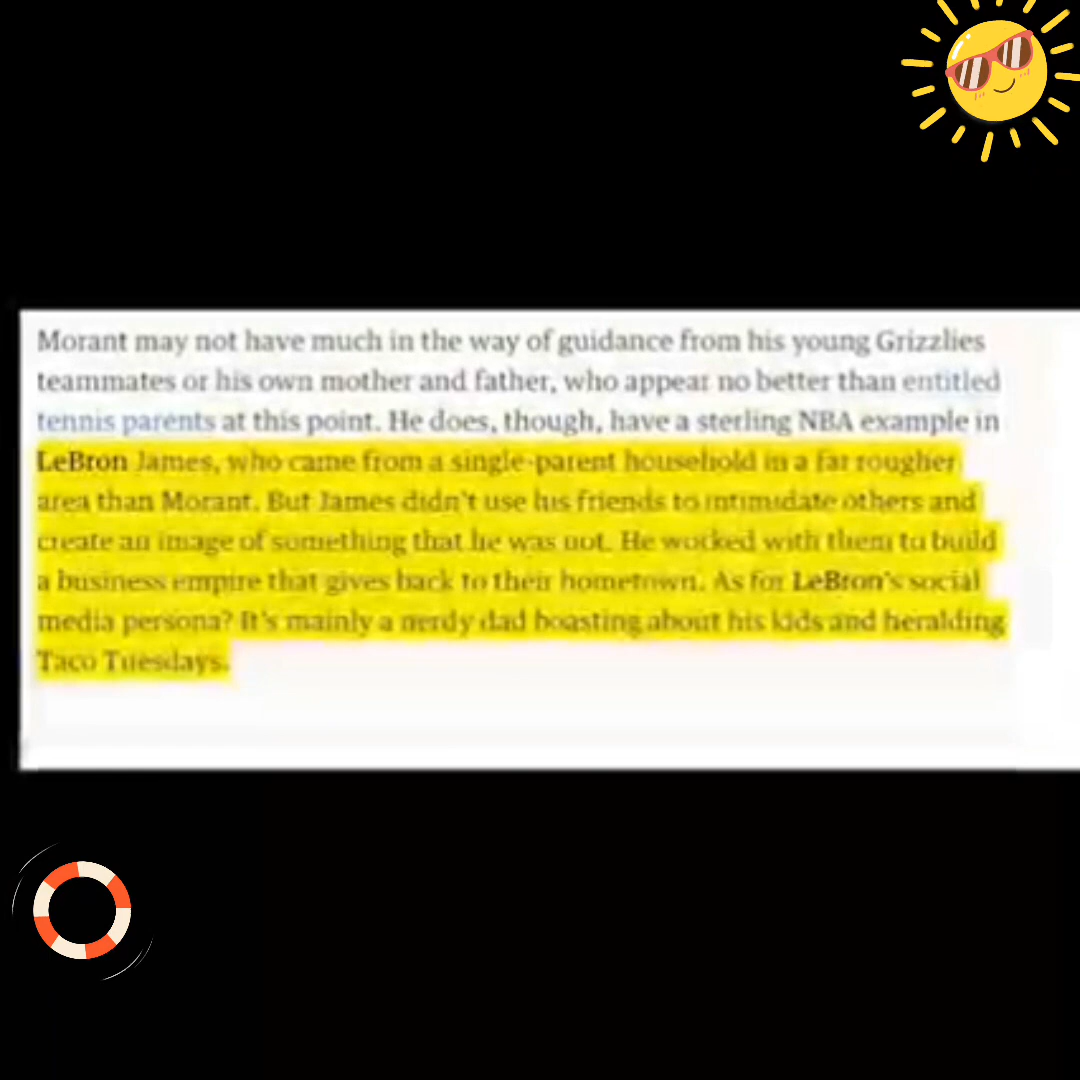 Morant may not have much in the way of guidance from his young Grizzlies
teammates or his own mother and father, who appear no better than entitled
tennis parents at this point. He does, though, have a sterling NBA example in
LeBron James, who came from a single-parent household in a far rougher
area than Morant. But James didn't use his friends to intimidate others and
create an image of something that he was not. He worked with them to build
a business empire that gives back to their hometown. As for LeBron's social
media persona? It's mainly a nerdy dad boasting about his kids and heralding
Taco Tuesdays.